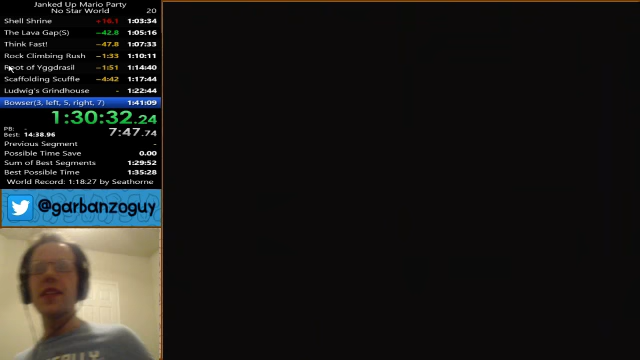 Janked Up Mario Party
No Star World 20
Shell Shrine +16.1 1:03:34
The Lava Gap(S) −42.8 1:05:16
Think Fast! −47.8 1:07:33
Rock Climbing Rush −1:33 1:10:11
Root of Yggdrasil −1:51 1:14:40
Scaffolding Scuffle −4:42 1:17:44
Ludwig's Grindhouse - 1:22:44
Bowser(3, left, 5, right, 7) 1:41:09
1:30:32.24
PB: -
Best: 14:38.96 7:47.74
Previous Segment -
Possible Time Save 0.00
Sum of Best Segments 1:29:52
Best Possible Time 1:35:28
World Record: 1:18:27 by Seathorne
@garbanzoguy